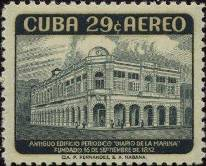 CUBA 29¢ AEREO
ANTIGUO EDIFICIO PERIODICO "DIARIO DE LA MARINA"
FUNDADO 16 DE SEPTIEMBRE DE 1832
CIA. P. FERNANDEZ, S. A. HABANA.